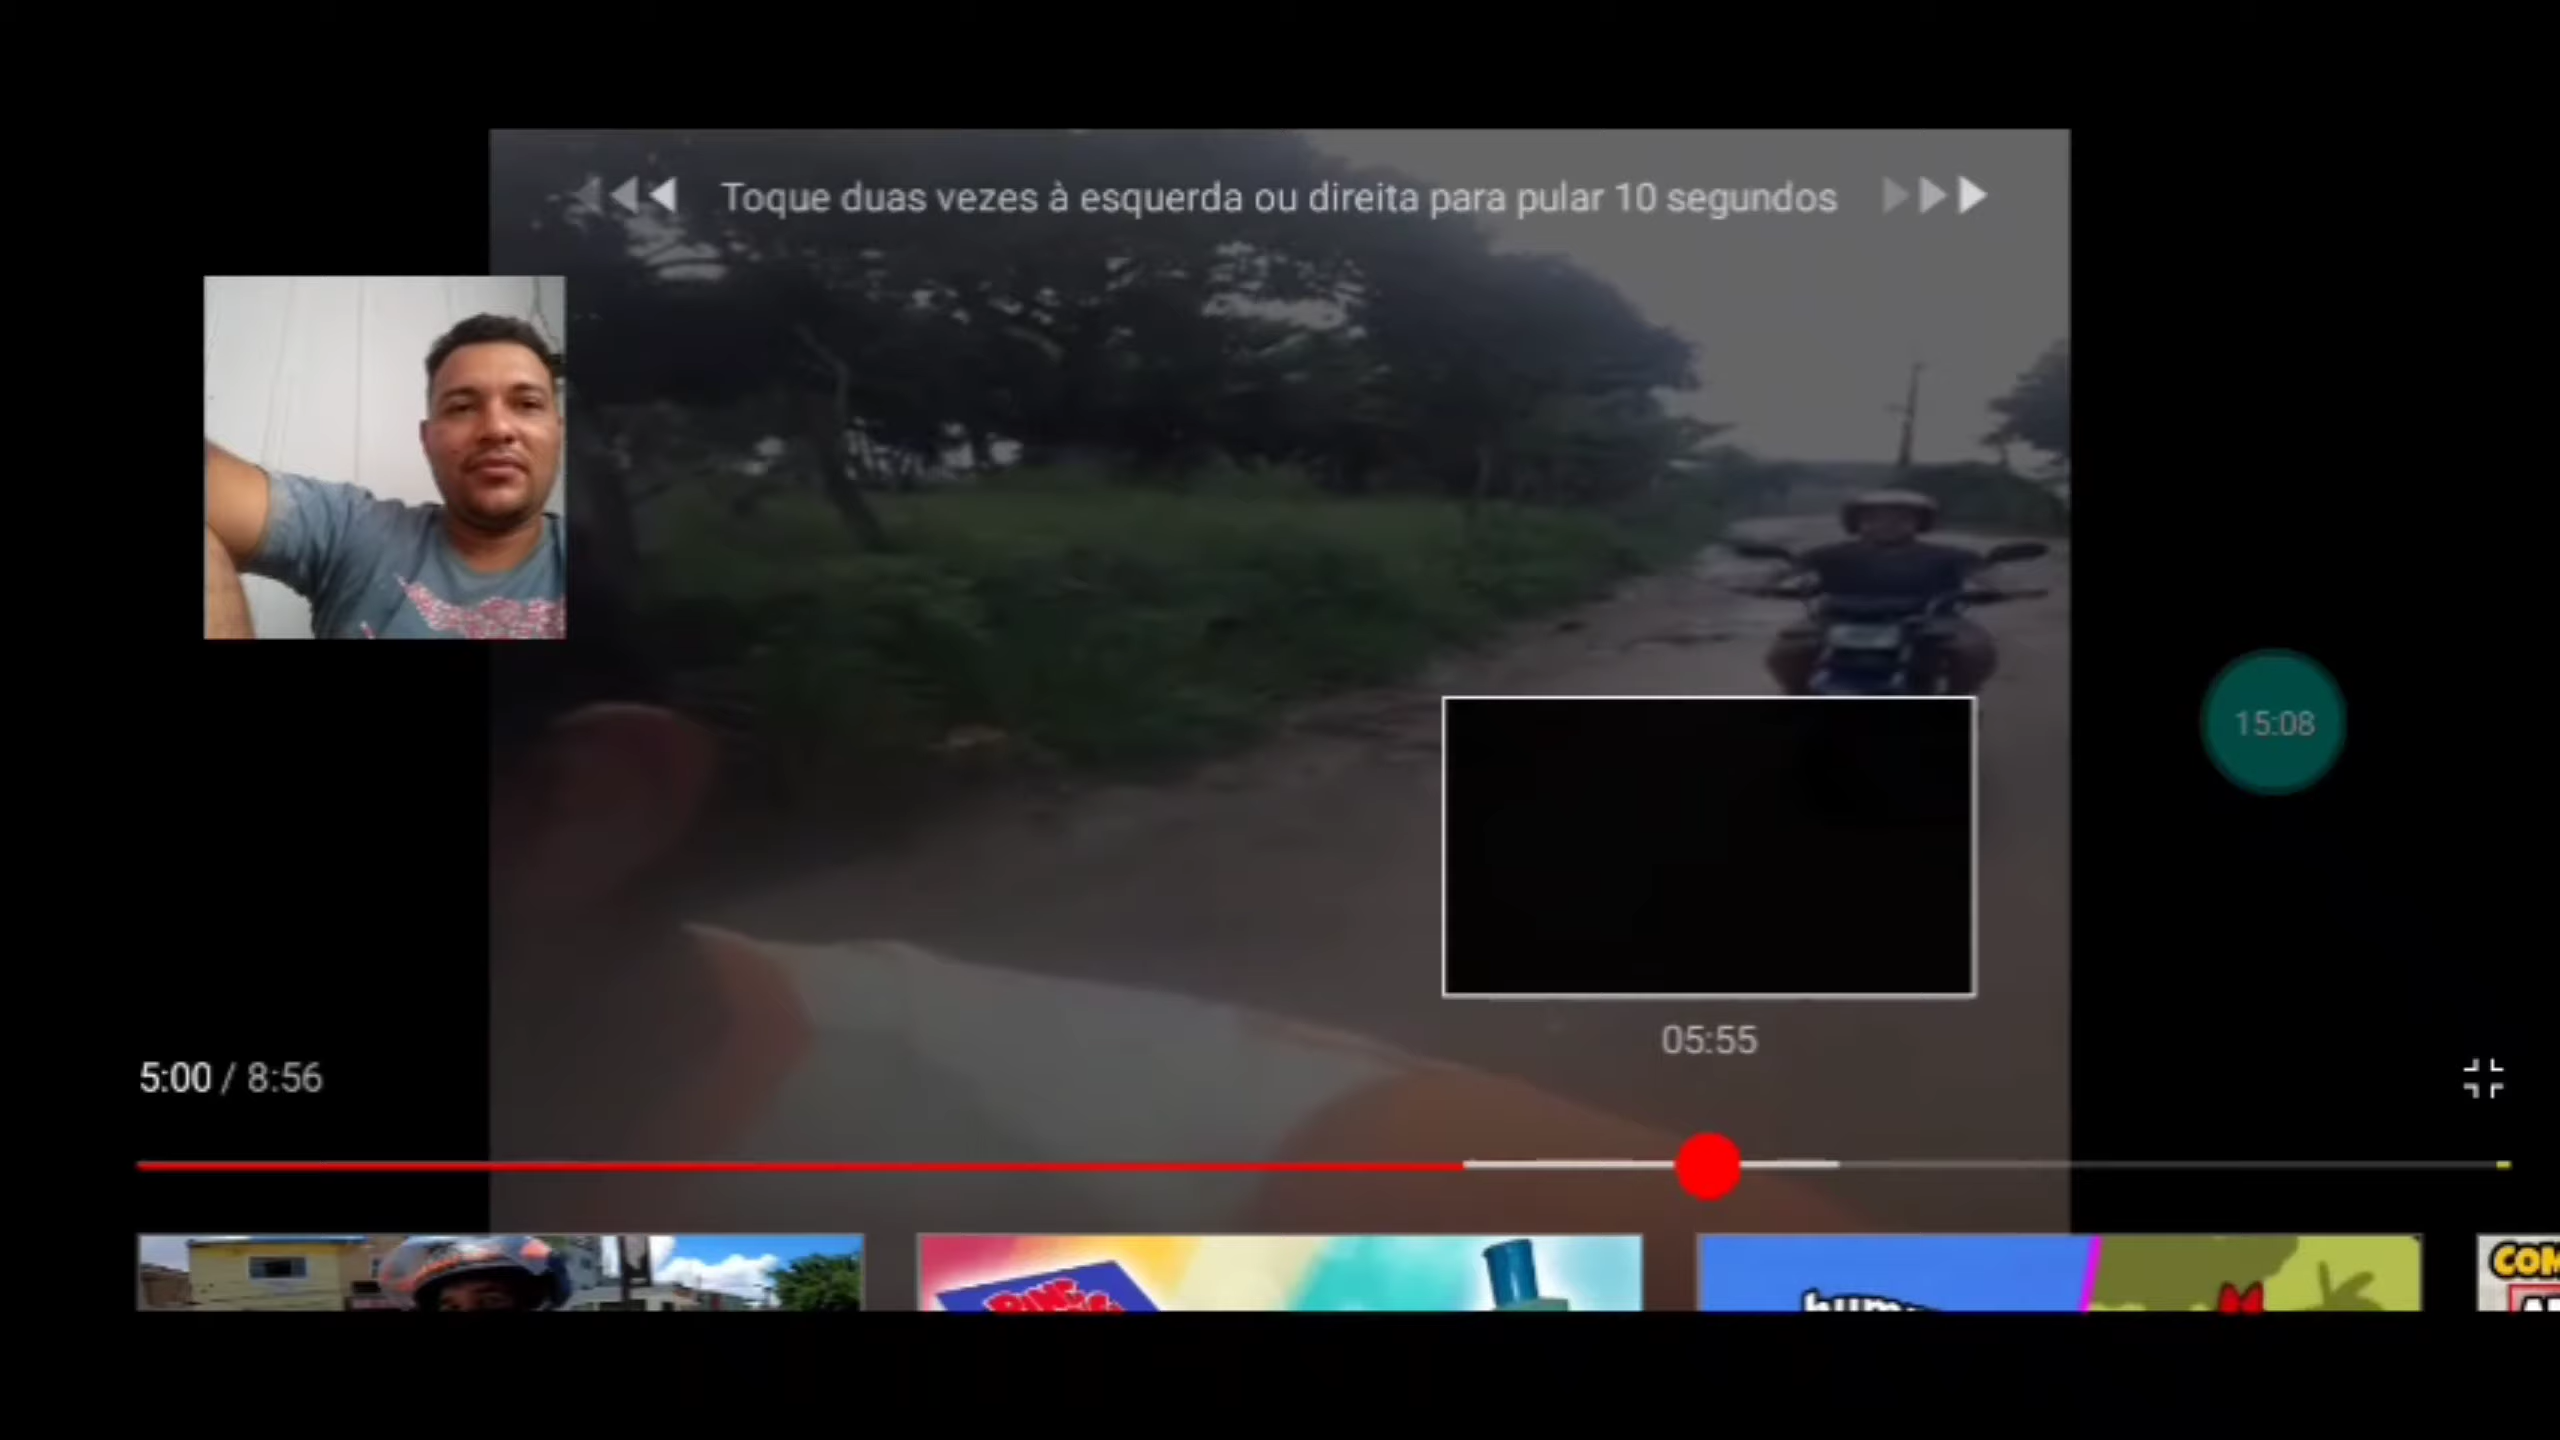 Toque duas vezes à esquerda ou direita para pular 10 segundos
15:08
05:55
5:00 / 8:56